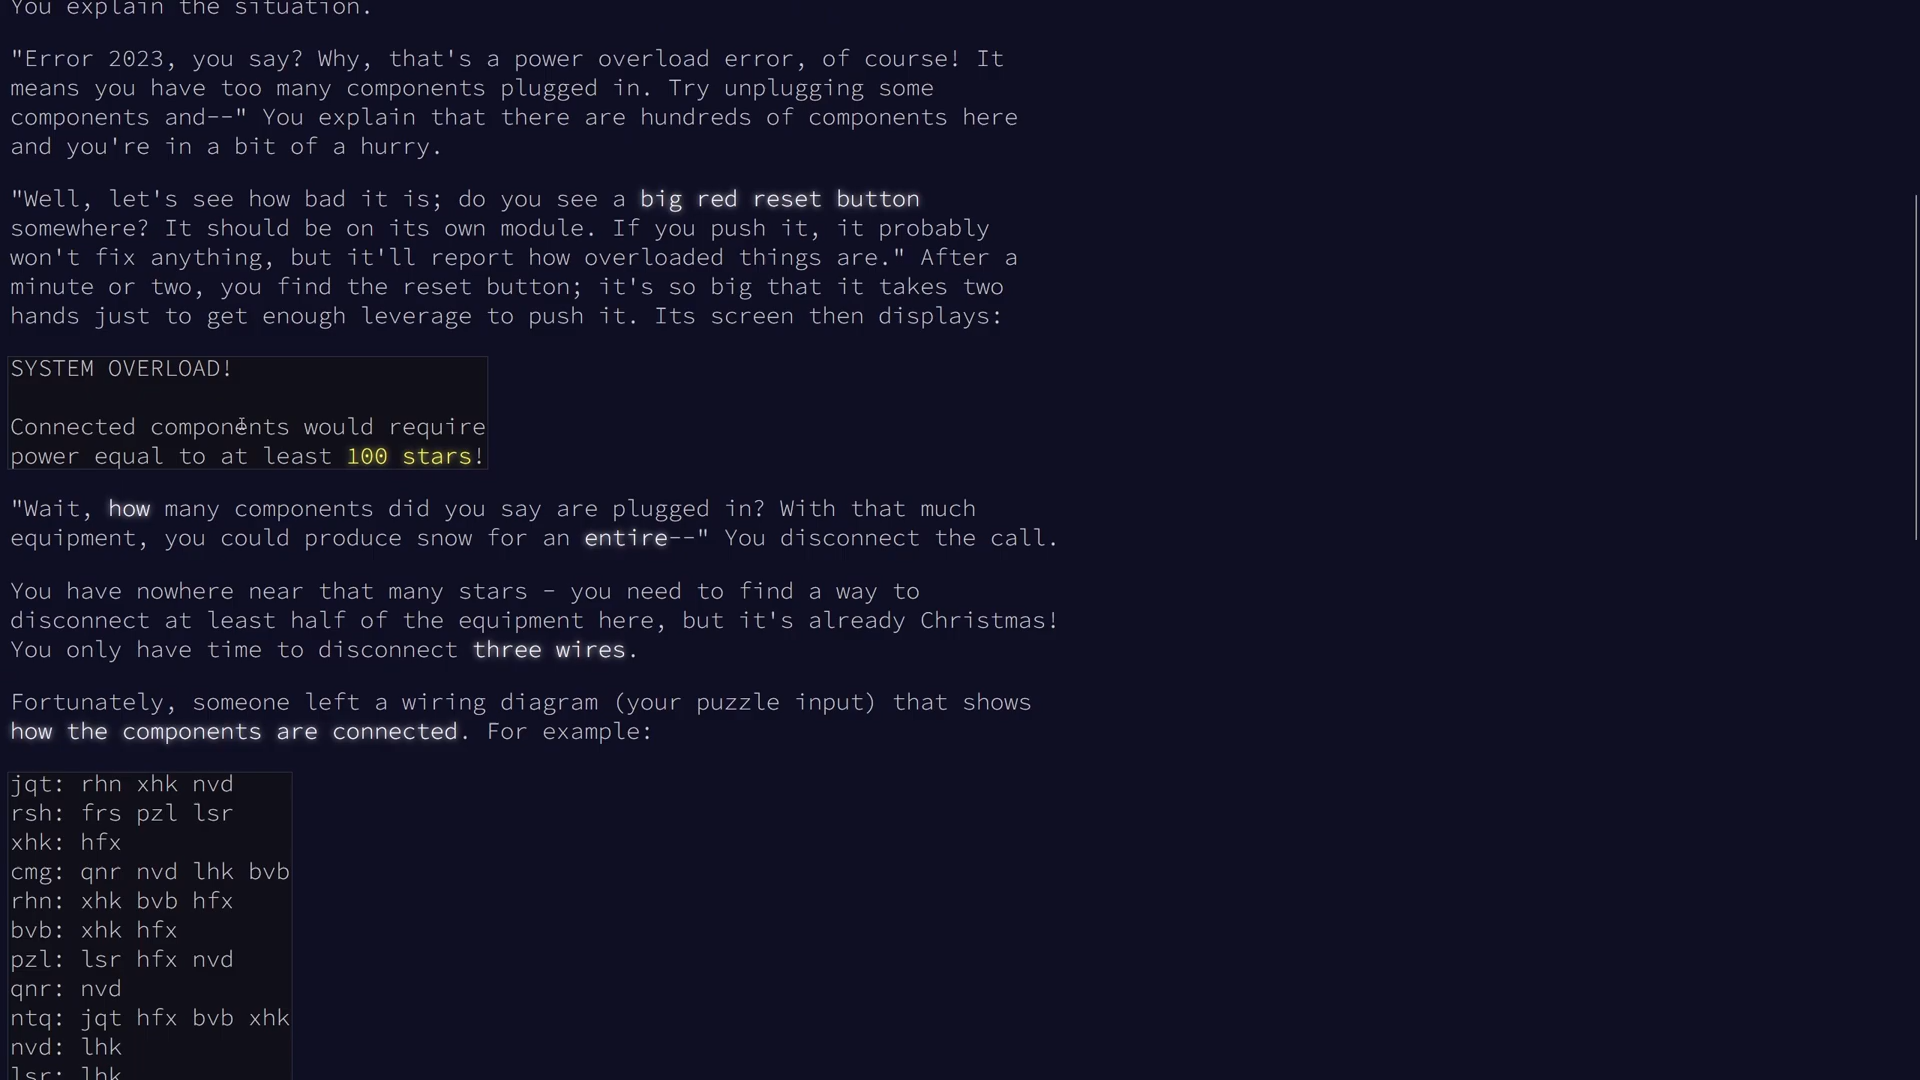 You explain the situation.
"Error 2023, you say? Why, that's a power overload error, of course! It
means you have too many components plugged in. Try unplugging some
components and--" You explain that there are hundreds of components here
and you're in a bit of a hurry.
"Well, let's see how bad it is; do you see a big red reset button
somewhere? It should be on its own module. If you push it, it probably
won't fix anything, but it'll report how overloaded things are." After a
minute or two, you find the reset button; it's so big that it takes two
hands just to get enough leverage to push it. Its screen then displays:
SYSTEM OVERLOAD!
Connected components would require
power equal to at least 100 stars!
"Wait, how many components did you say are plugged in? With that much
equipment, you could produce snow for an entire--" You disconnect the call.
You have nowhere near that many stars - you need to find a way to
disconnect at least half of the equipment here, but it's already Christmas!
You only have time to disconnect three wires.
Fortunately, someone left a wiring diagram (your puzzle input) that shows
how the components are connected. For example:
jqt: rhn xhk nvd
rsh: frs pzl lsr
xhk: hfx
cmg: qnr nvd lhk bvb
rhn: xhk bvb hfx
bvb: xhk hfx
pzl: lsr hfx nvd
qnr: nvd
ntq: jqt hfx bvb xhk
nvd: lhk
lsr: lhk